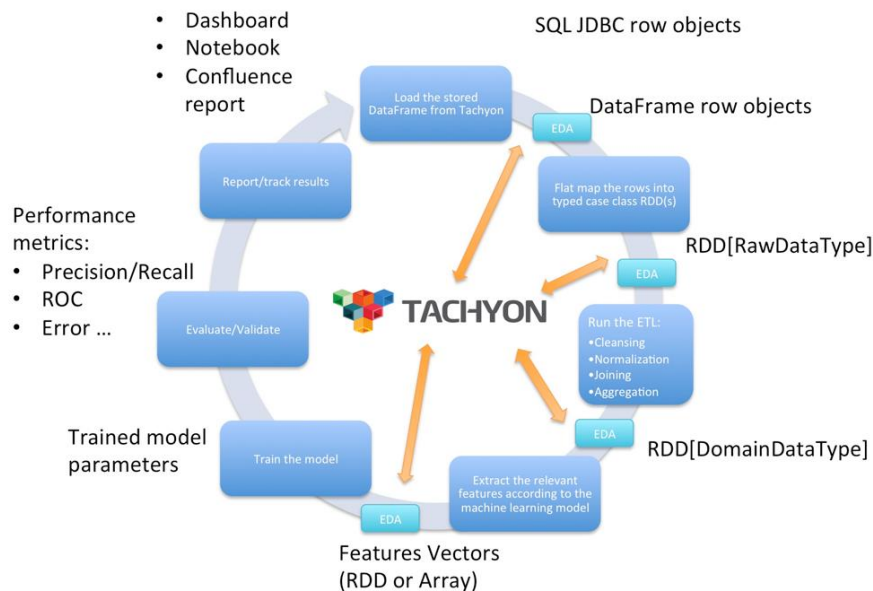 • Dashboard
• Notebook
• Confluence
report
SQL JDBC row objects
Load the stored
DataFrame from Tachyon
EDA
DataFrame row objects
Flat map the rows into
typed case class RDD(s)
RDD[RawDataType]
EDA
Run the ETL:
•Cleansing
•Normalization
•Joining
•Aggregation
EDA
RDD[DomainDataType]
Extract the relevant
features according to the
machine learning model
EDA
Features Vectors
(RDD or Array)
Train the model
Trained model
parameters
Evaluate/Validate
Performance
metrics:
• Precision/Recall
• ROC
• Error ...
Report/track results
TACHYON